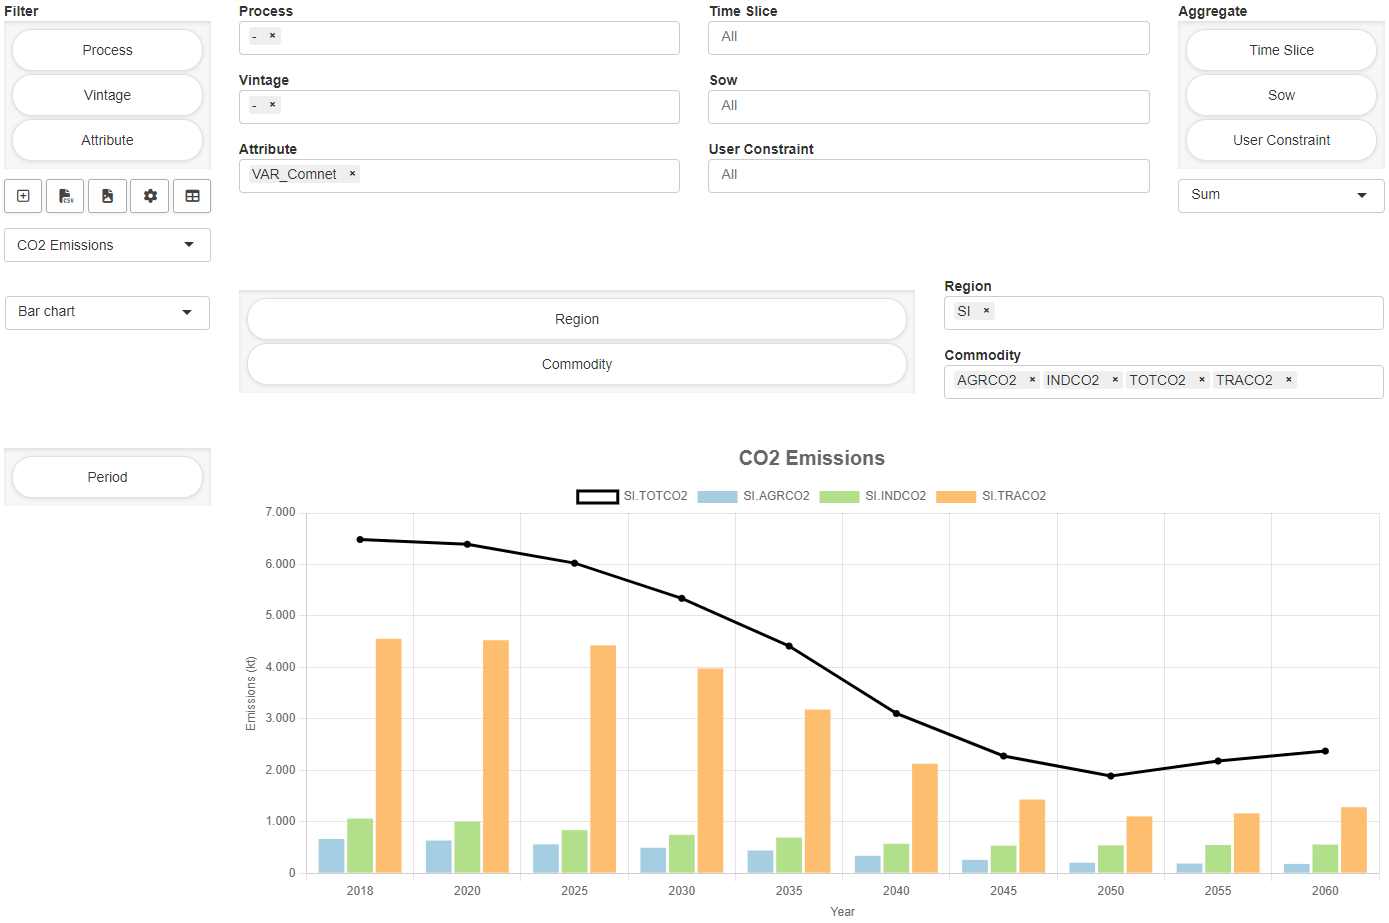 Filter
Process
Vintage
Attribute
CSV
CO2 Emissions
Bar chart
Process
- ×
Vintage
- ×
Attribute
VAR_Comnet ×
Time Slice
All
Sow
All
User Constraint
All
Aggregate
Time Slice
Sow
User Constraint
Sum
Region
Commodity
Region
SI ×
Commodity
AGRCO2 × INDCO2 × TOTCO2 × TRACO2 ×
Period
CO2 Emissions
SI.TOTCO2 SI.AGRCO2 SI.INDCO2 SI.TRACO2
7.000
6.000
5.000
4.000
3.000
2.000
1.000
0
Emissions (kt)
2018 2020 2025 2030 2035 2040 2045 2050 2055 2060
Year